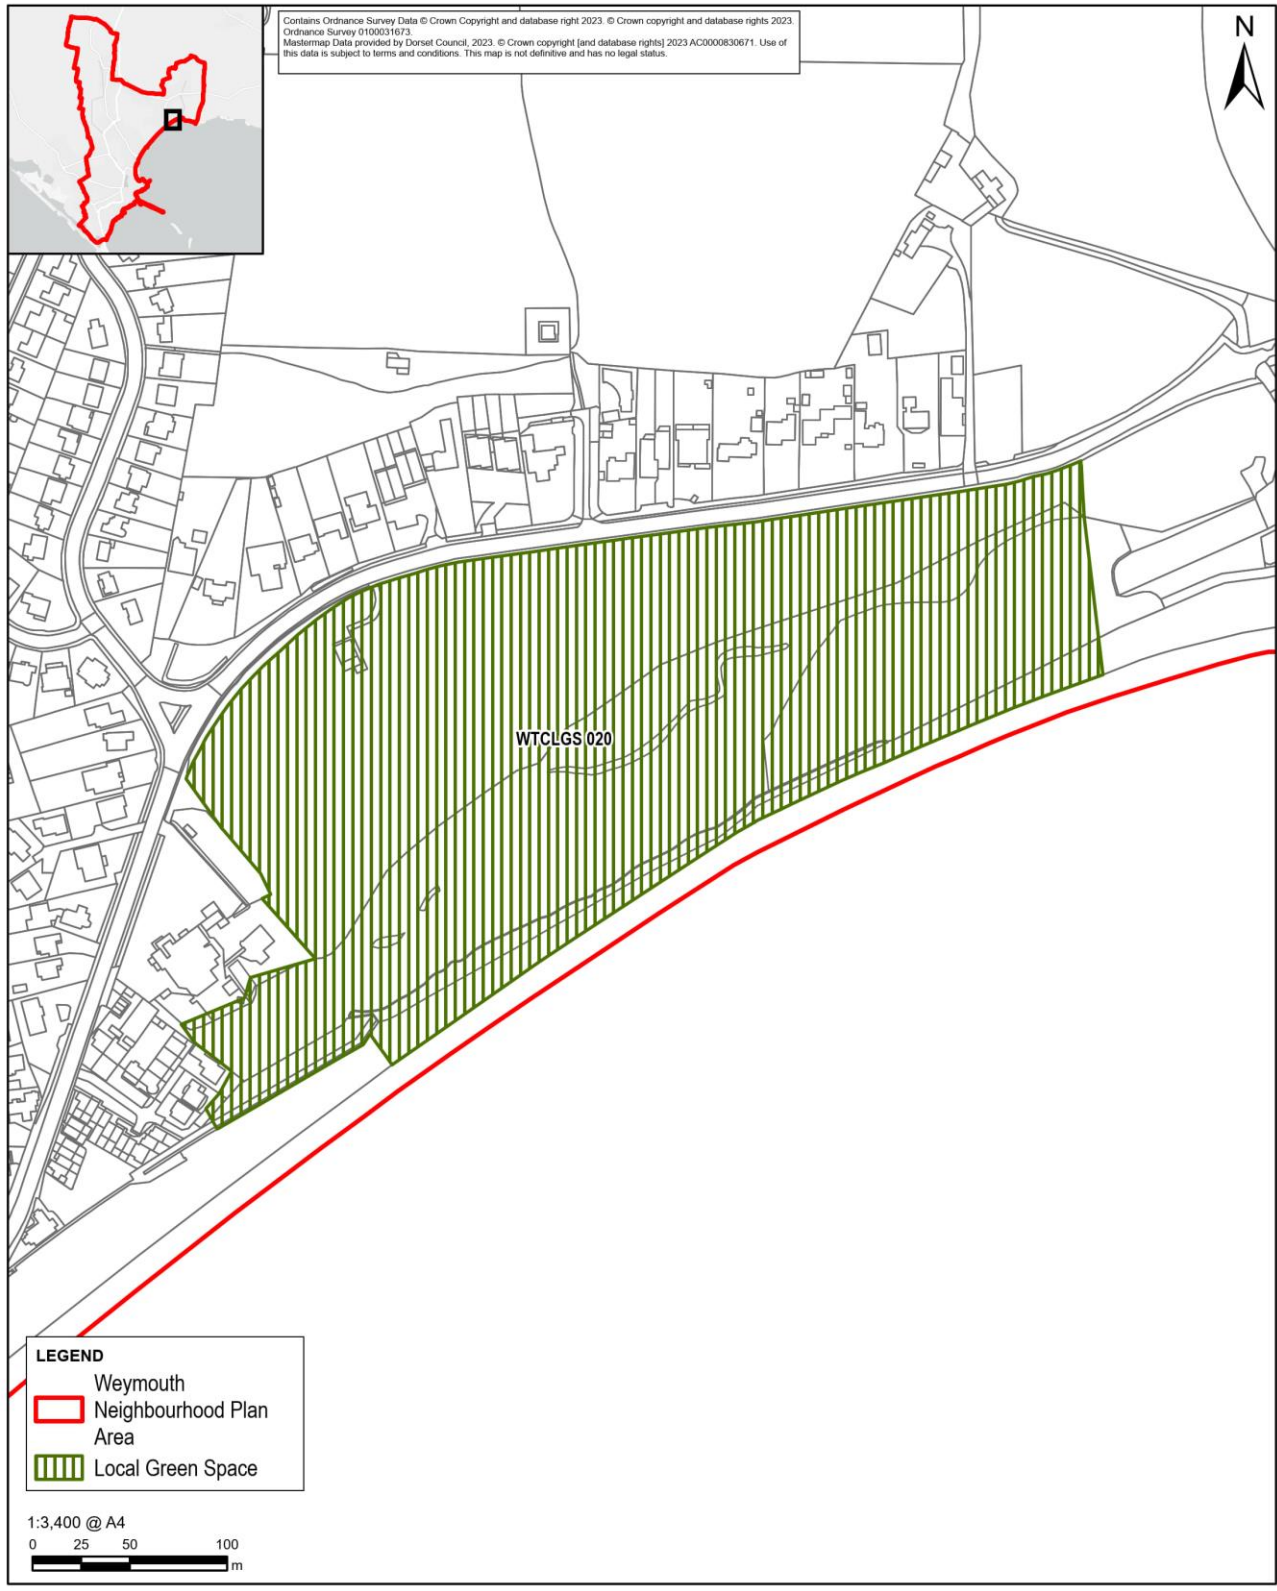 Contains Ordnance Survey Data © Crown Copyright and database right 2023. © Crown copyright and database rights 2023.
Ordnance Survey 0100031673.
Mastermap Data provided by Dorset Council, 2023. © Crown copyright [and database rights] 2023 AC0000830671. Use of
this data is subject to terms and conditions. This map is not definitive and has no legal status.
N
WTCLGS 020
LEGEND
Weymouth
Neighbourhood Plan
Area
Local Green Space
1:3,400 @ A4
0 25 50 100
m